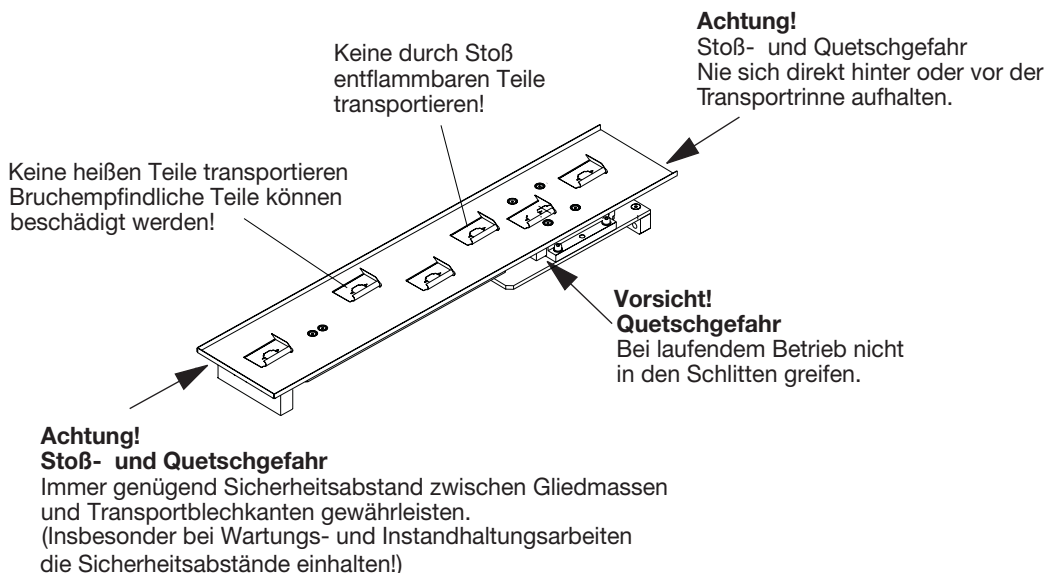 Achtung!
Stoß- und Quetschgefahr
Nie sich direkt hinter oder vor der
Transportrinne aufhalten.
Keine durch Stoß
entflammbaren Teile
transportieren!
Keine heißen Teile transportieren
Bruchempfindliche Teile können
beschädigt werden!
Vorsicht!
Quetschgefahr
Bei laufendem Betrieb nicht
in den Schlitten greifen.
Achtung!
Stoß- und Quetschgefahr
Immer genügend Sicherheitsabstand zwischen Gliedmassen
und Transportblechkanten gewährleisten.
(Insbesonder bei Wartungs- und Instandhaltungsarbeiten
die Sicherheitsabstände einhalten!)